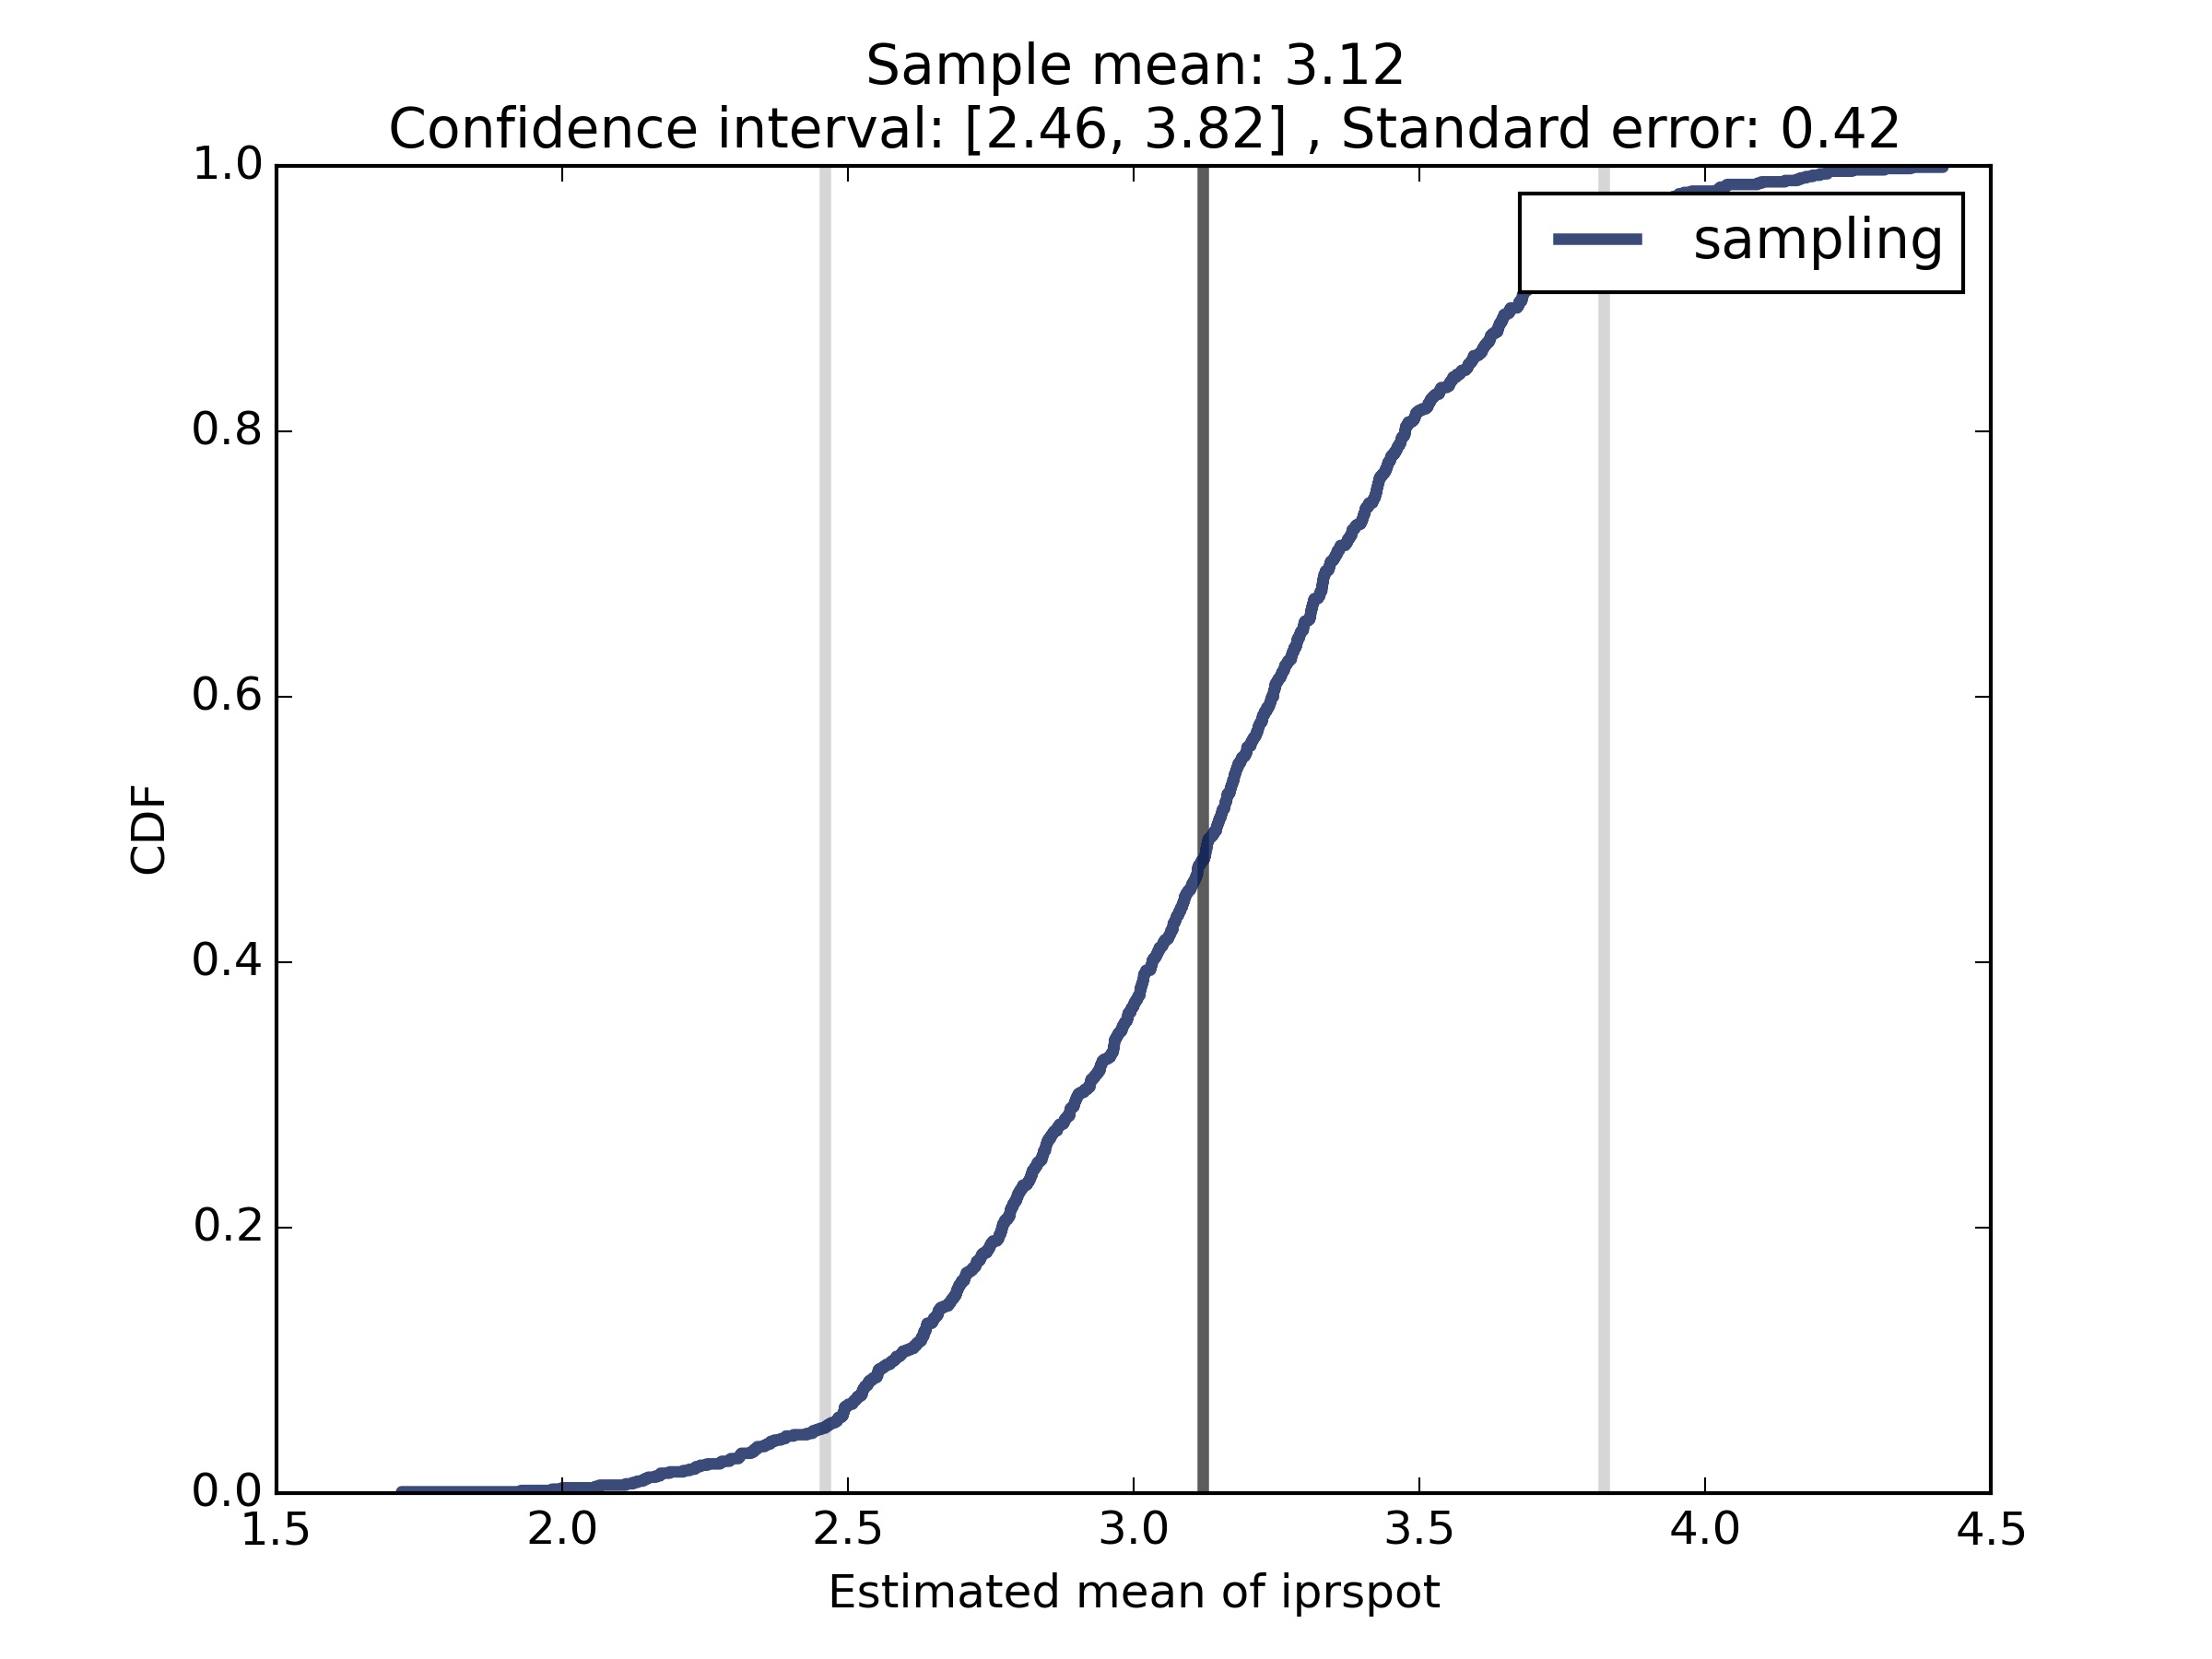 Sample mean: 3.12
Confidence interval: [2.46, 3.82] , Standard error: 0.42
1.0
sampling
0.8
0.6
CDF
0.4
0.2
0.0
1.5 2.0 2.5 3.0 3.5 4.0 4.5
Estimated mean of iprspot